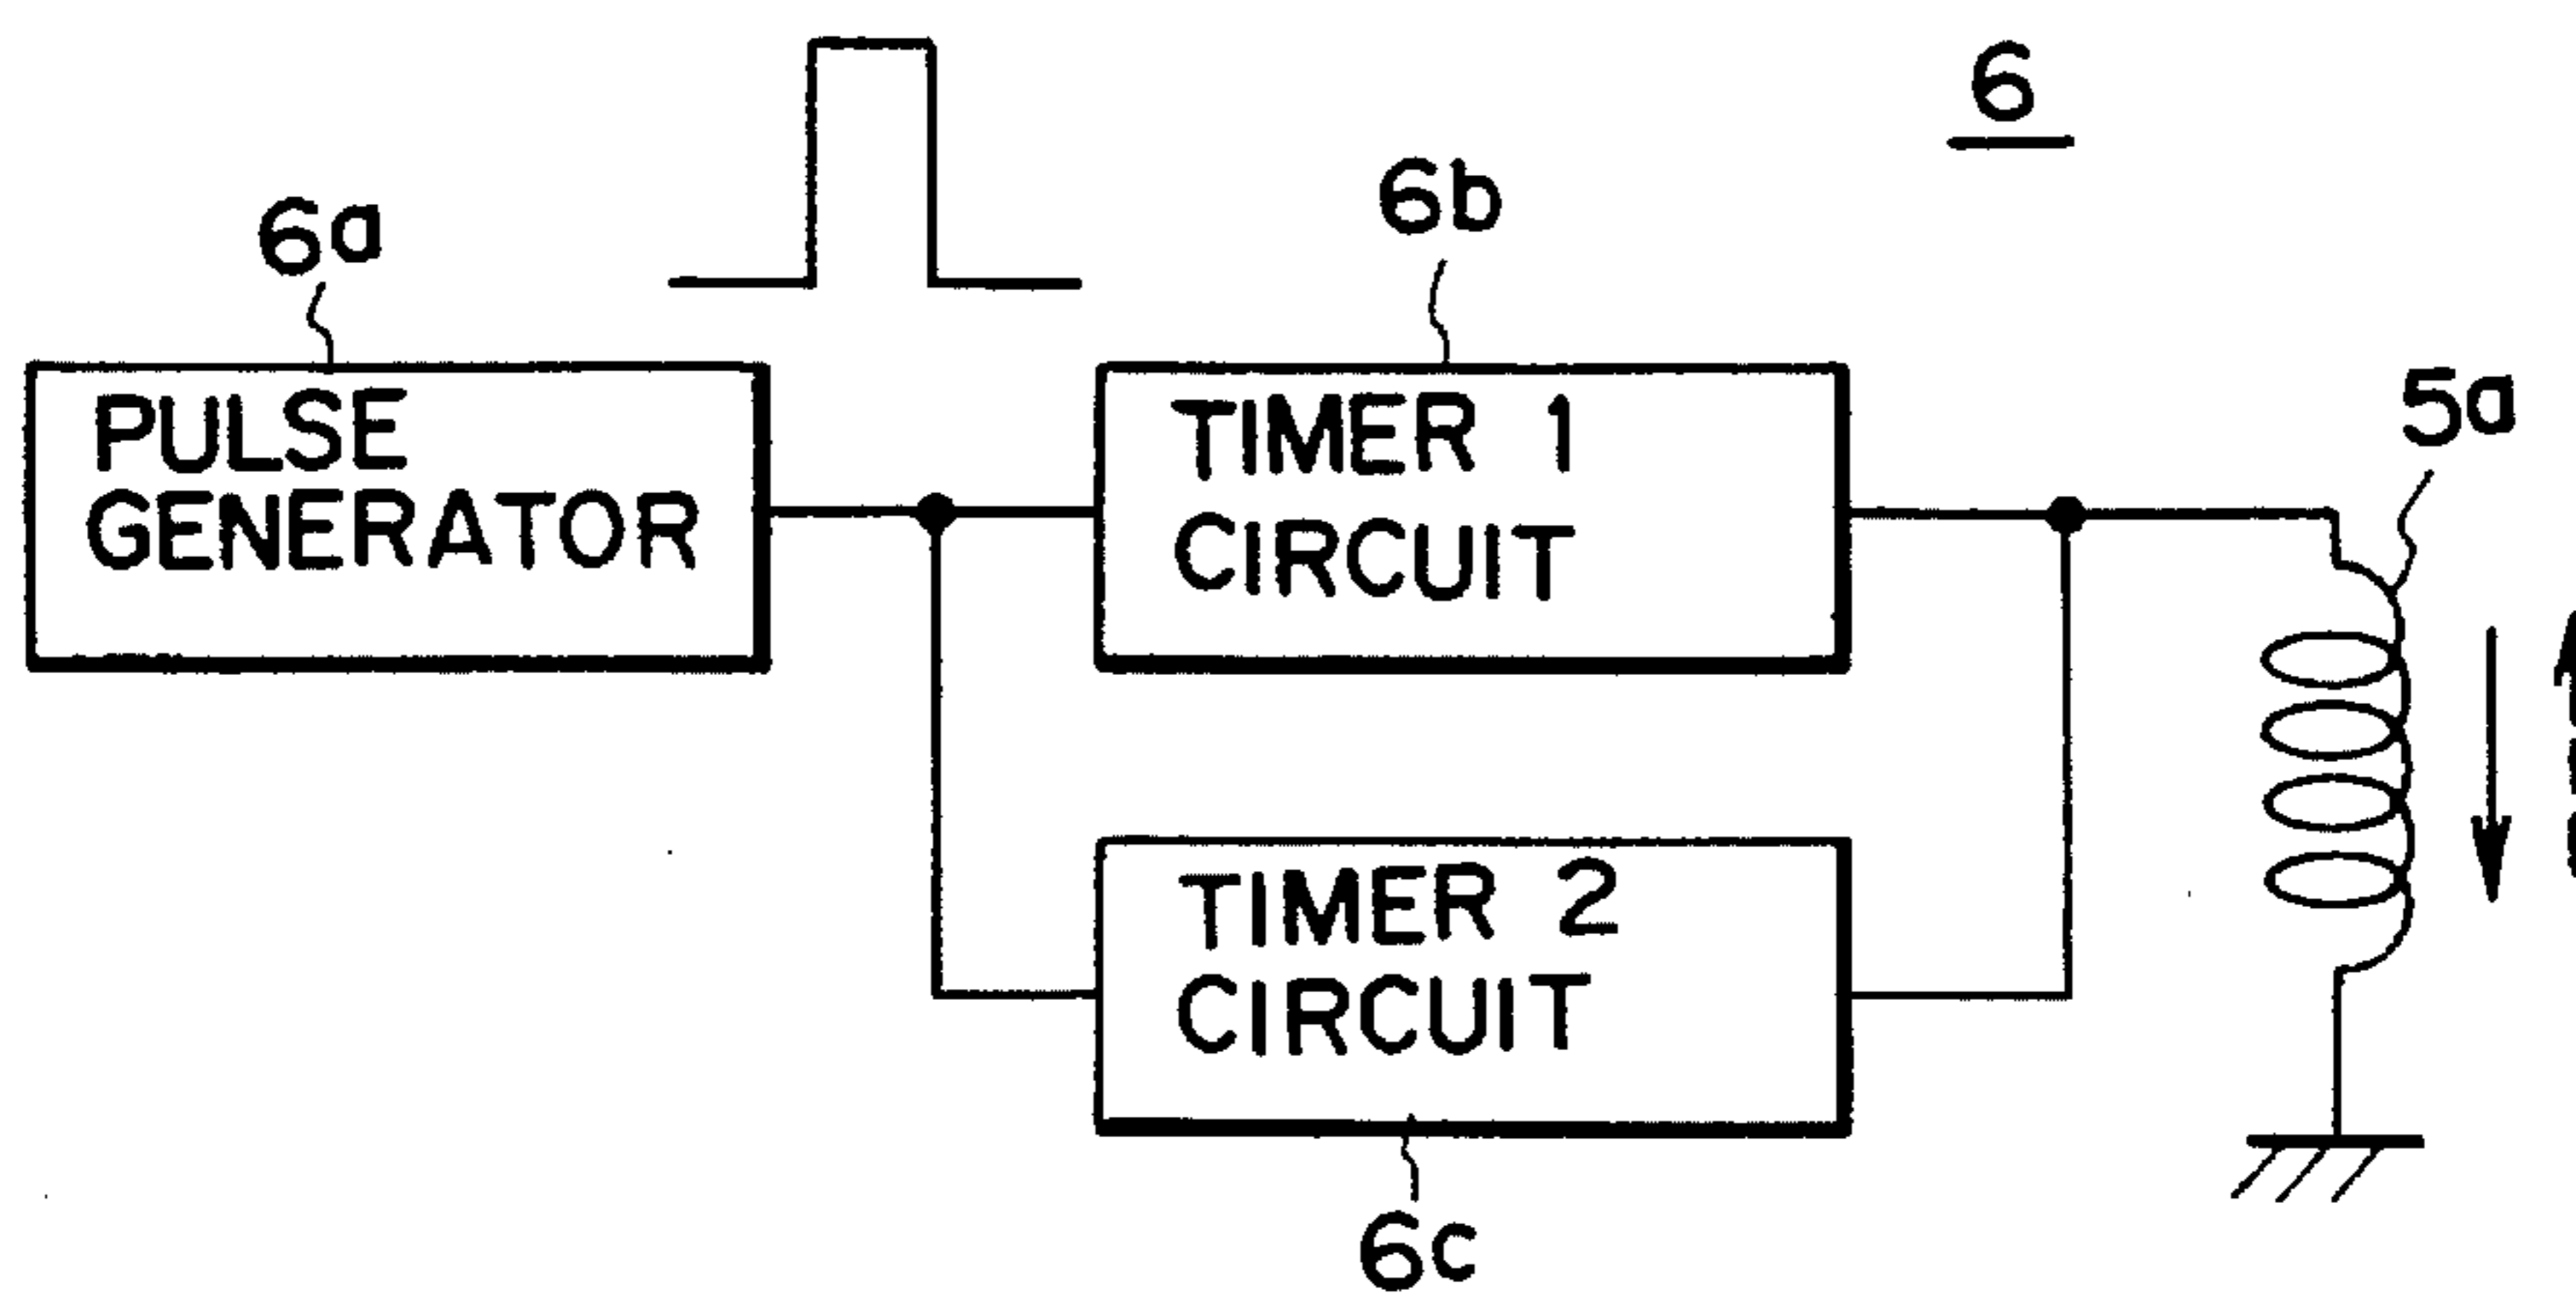 6
6a
6b
5a
PULSE
GENERATOR
TIMER 1
CIRCUIT
TIMER 2
CIRCUIT
6c